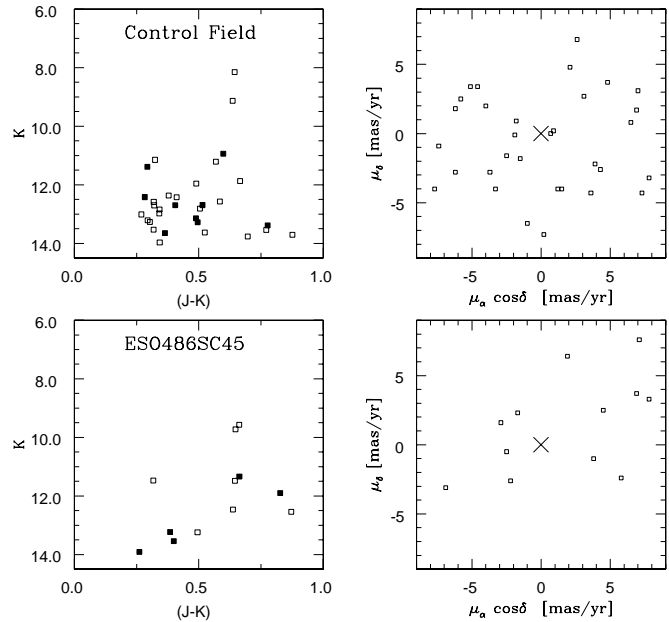 6.0
Control Field
8.0
K
10.0
12.0
14.0
0.0 0.5 1.0
(J-K)
5
μδ [mas/yr]
0
-5
-5 0 5
μα cosδ [mas/yr]
6.0
ESO486SC45
8.0
K
10.0
12.0
14.0
0.0 0.5 1.0
(J-K)
5
μδ [mas/yr]
0
-5
-5 0 5
μα cosδ [mas/yr]